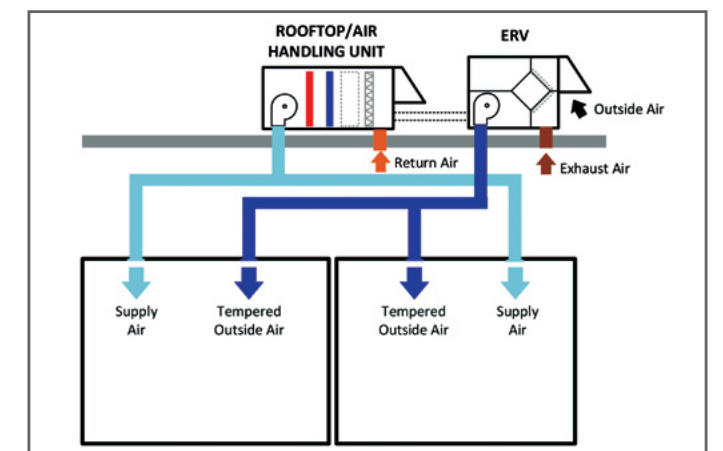 ROOFTOP/AIR
HANDLING UNIT
ERV
Outside Air
Return Air
Exhaust Air
Supply
Air
Tempered
Outside Air
Tempered
Outside Air
Supply
Air